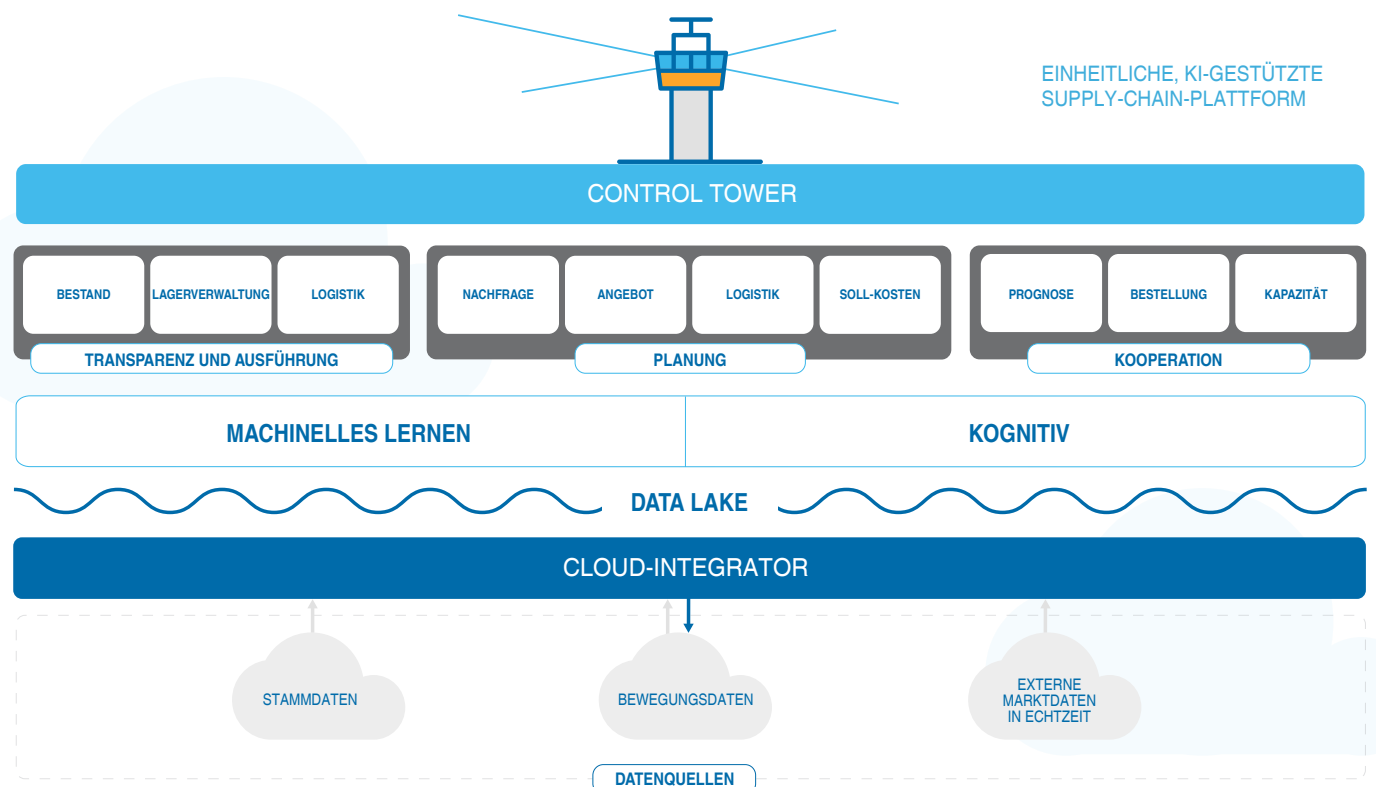 EINHEITLICHE, KI-GESTÜTZTE
SUPPLY-CHAIN-PLATTFORM
CONTROL TOWER
BESTAND
LAGERVERWALTUNG
LOGISTIK
TRANSPARENZ UND AUSFÜHRUNG
NACHFRAGE
ANGEBOT
LOGISTIK
SOLL-KOSTEN
PLANUNG
PROGNOSE
BESTELLUNG
KAPAZITÄT
KOOPERATION
MACHINELLES LERNEN
KOGNITIV
DATA LAKE
CLOUD-INTEGRATOR
STAMMDATEN
BEWEGUNGSDATEN
EXTERNE
MARKTDATEN
IN ECHTZEIT
DATENQUELLEN